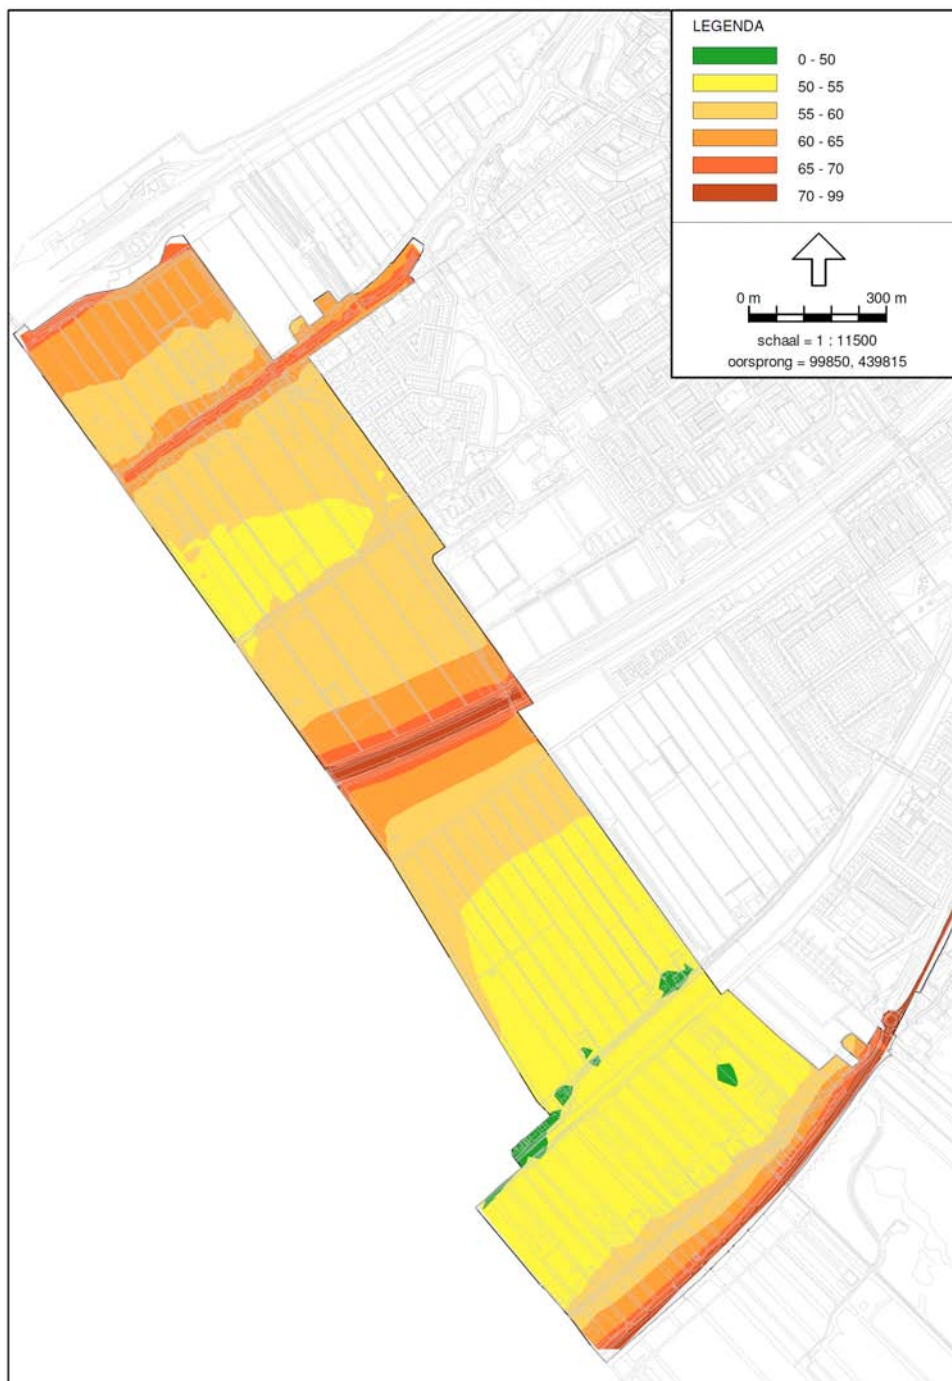 LEGENDA
0 - 50
50 - 55
55 - 60
60 - 65
65 - 70
70 - 99
0 m 300 m
schaal = 1 : 11500
oorsprong = 99850, 439815